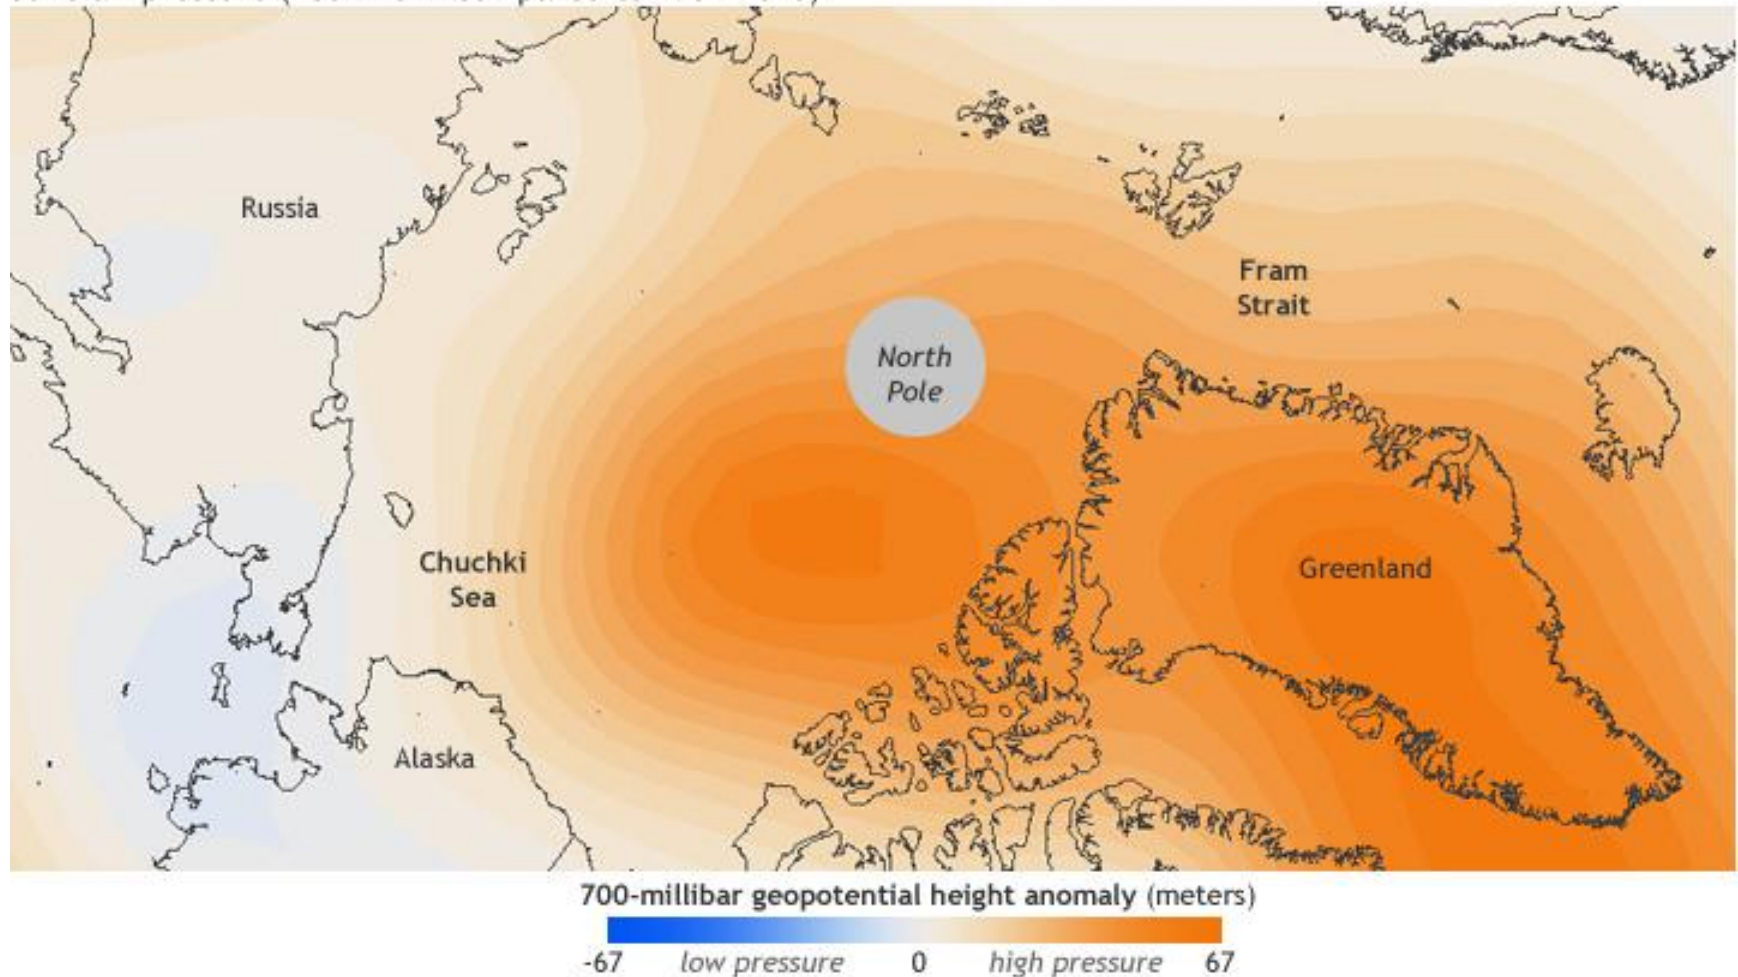 Russia
Fram
Strait
North
Pole
Chuchki
Sea
Greenland
Alaska
700-millibar geopotential height anomaly (meters)
-67 low pressure 0 high pressure 67